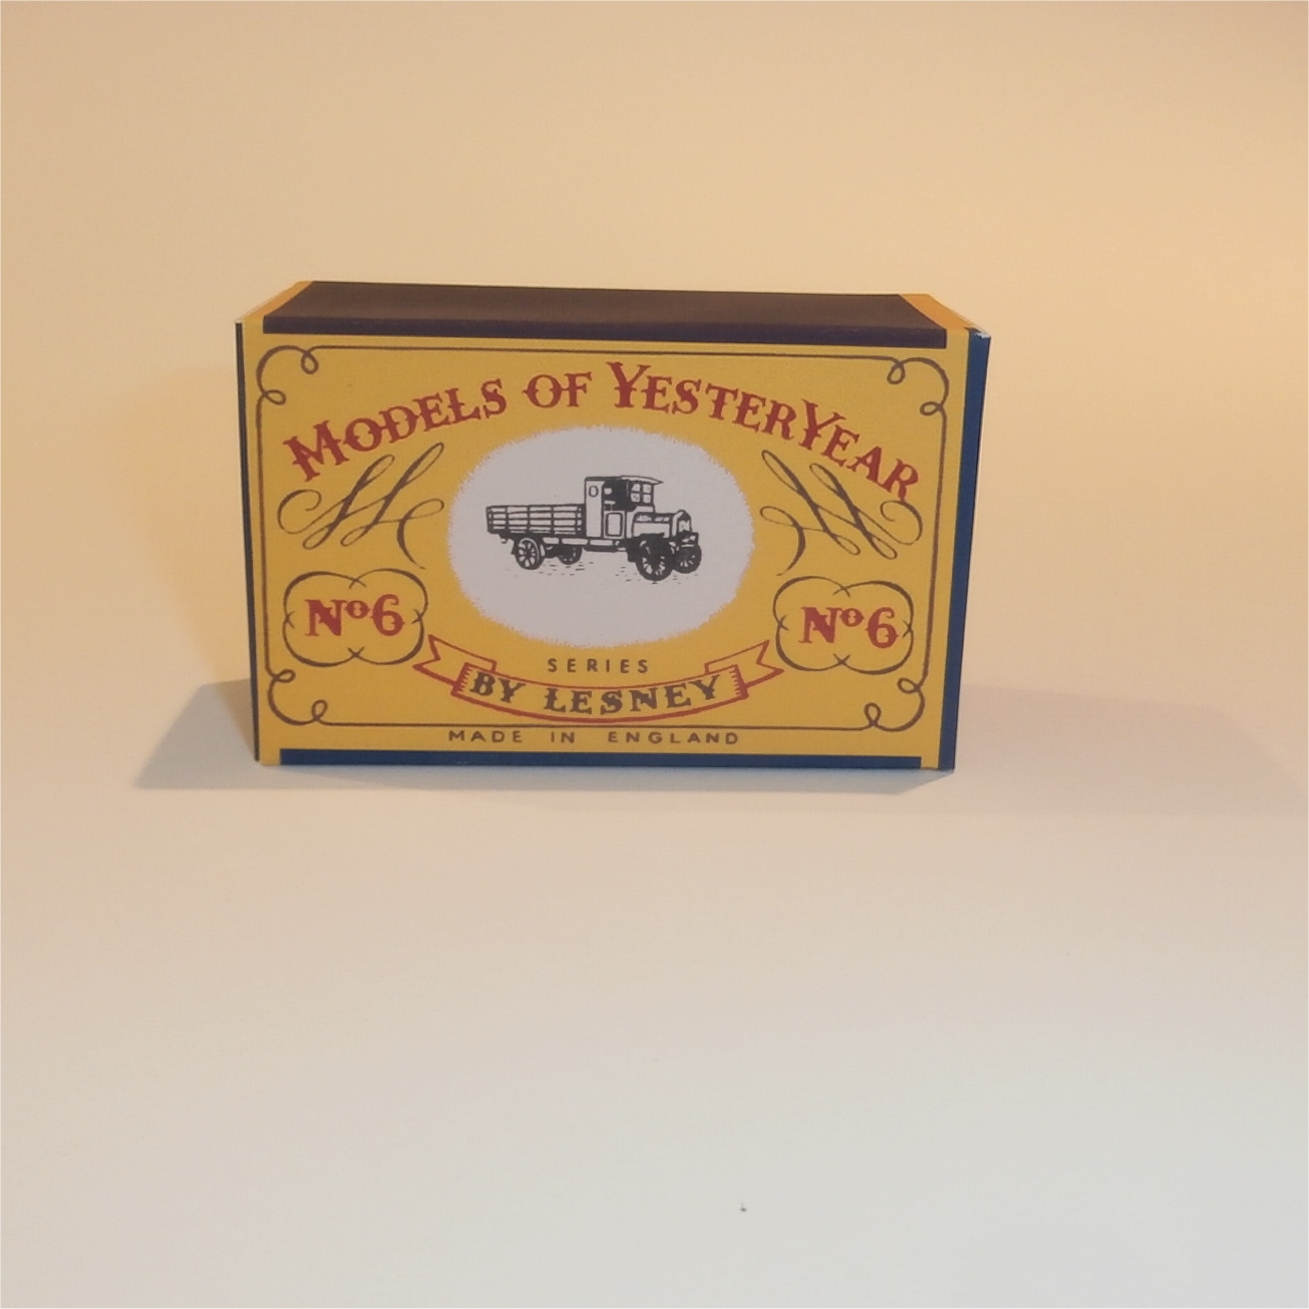 MODELS OF YESTERYEAR
Nº6
Nº6
SERIES
BY LESNEY
MADE IN ENGLAND